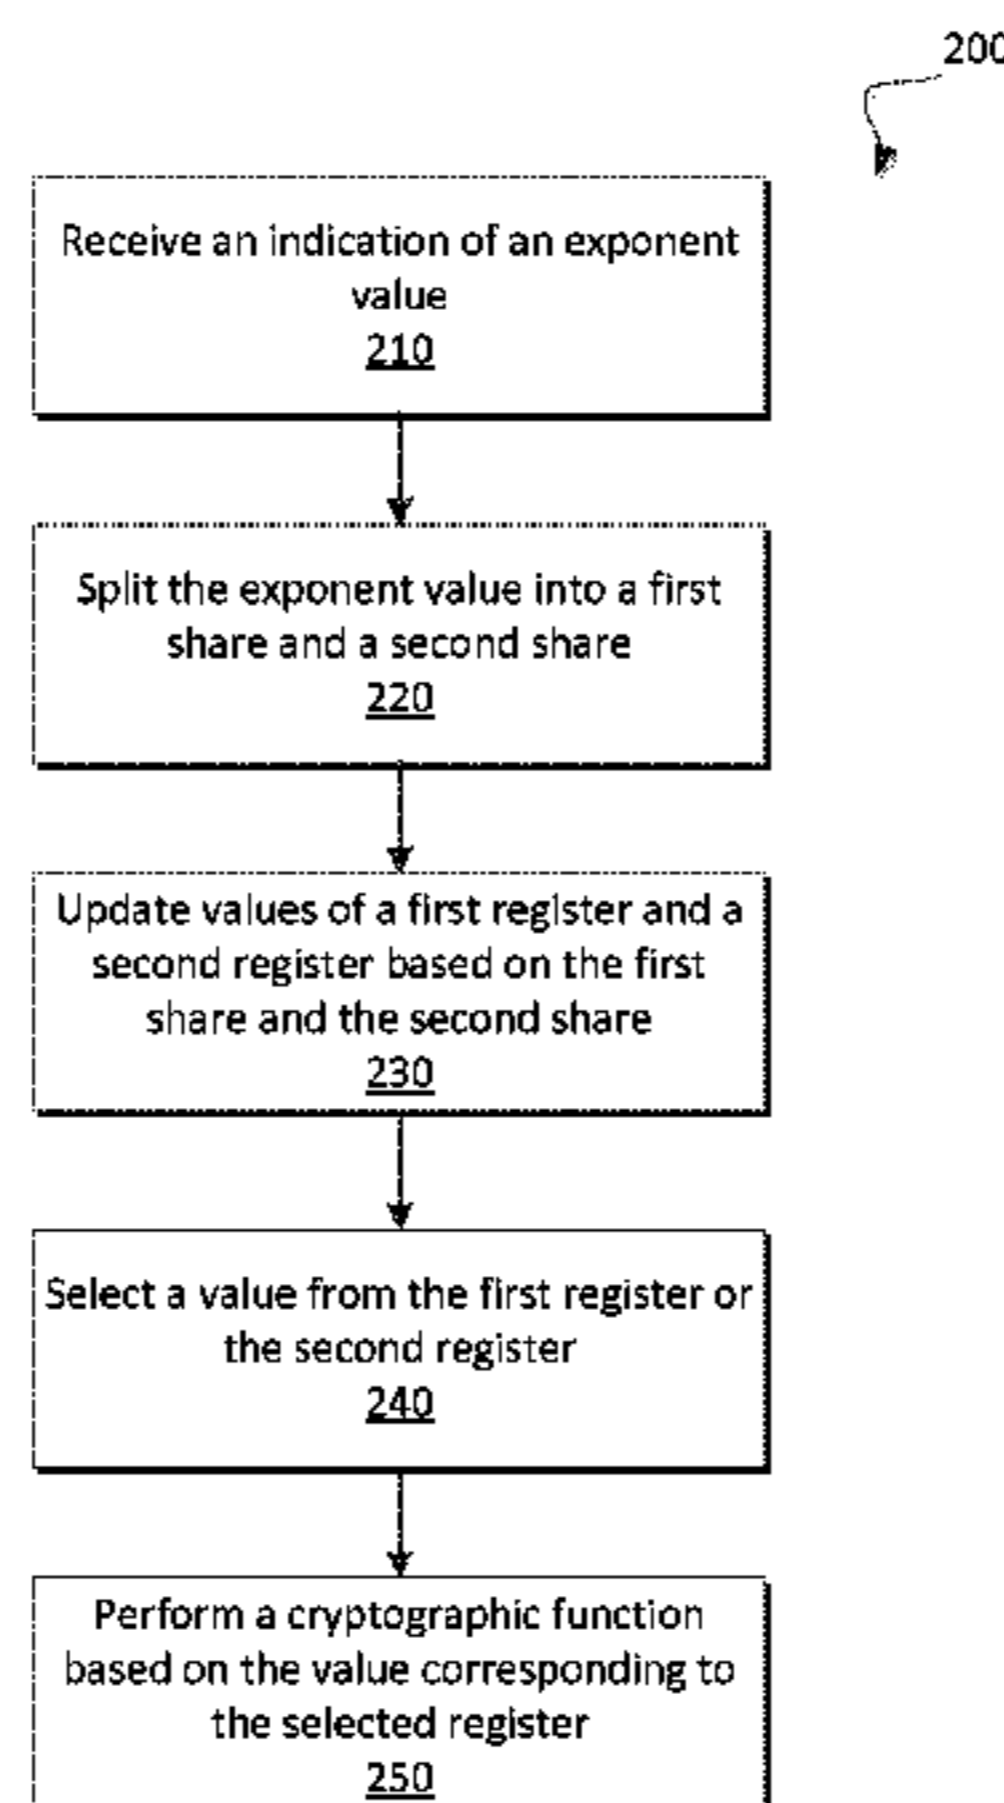 200
Receive an indication of an exponent
value
210
Split the exponent value into a first
share and a second share
220
Update values of a first register and a
second register based on the first
share and the second share
230
Select a value from the first register or
the second register
240
Perform a cryptographic function
based on the value corresponding to
the selected register
250